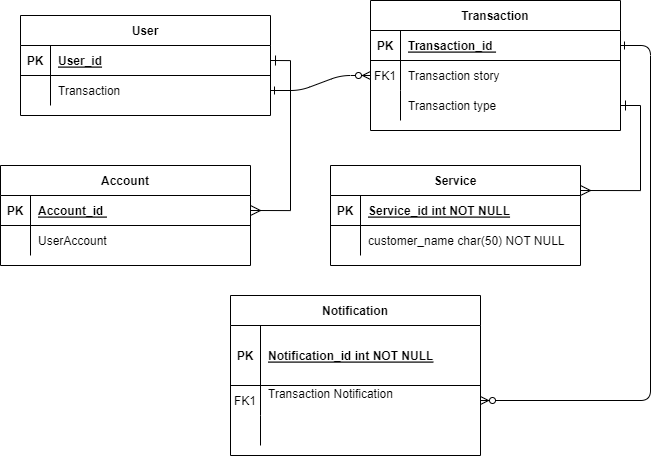 User
PK User_id
Transaction
Transaction
PK Transaction_id
FK1 Transaction story
Transaction type
Account
PK Account_id
UserAccount
Service
PK Service_id int NOT NULL
customer_name char(50) NOT NULL
Notification
PK Notification_id int NOT NULL
FK1 Transaction Notification